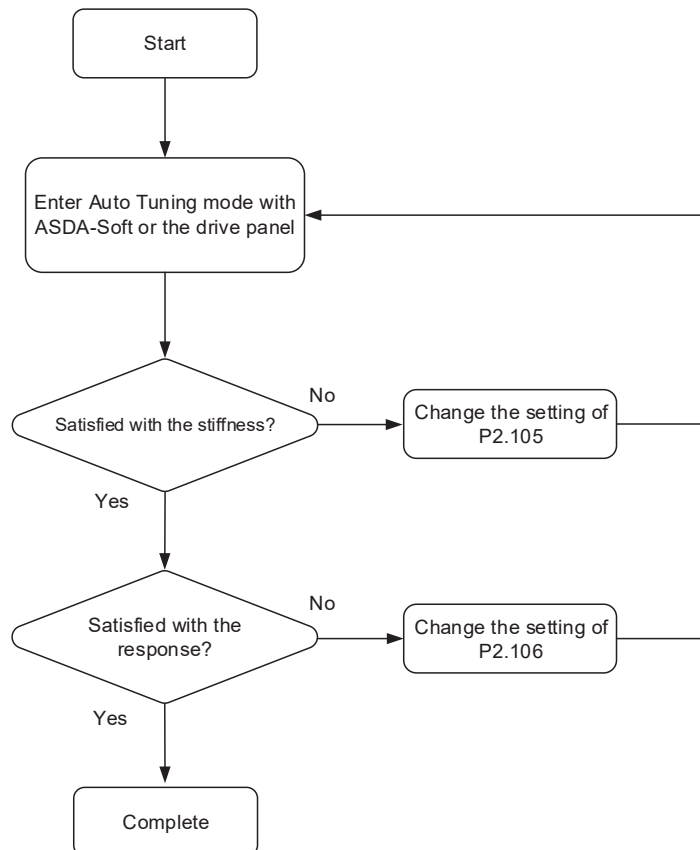 Start
Enter Auto Tuning mode with
ASDA-Soft or the drive panel
Satisfied with the stiffness?
No
Change the setting of
P2.105
Yes
Satisfied with the
response?
No
Change the setting of
P2.106
Yes
Complete